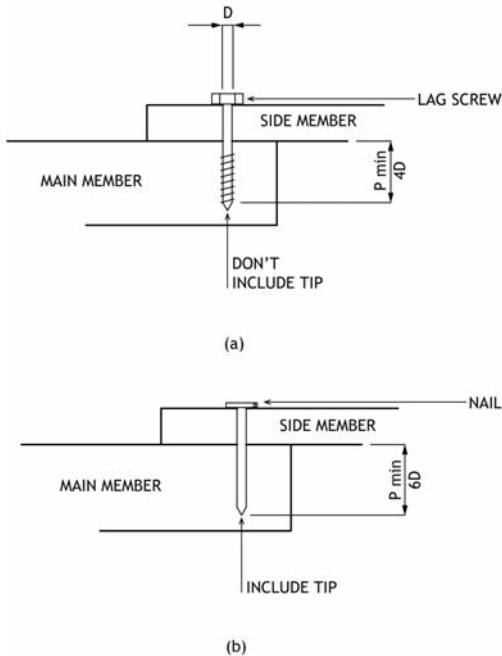 D
LAG SCREW
SIDE MEMBER
MAIN MEMBER
P min
4D
DON'T
INCLUDE TIP
(a)
NAIL
SIDE MEMBER
MAIN MEMBER
P min
6D
INCLUDE TIP
(b)